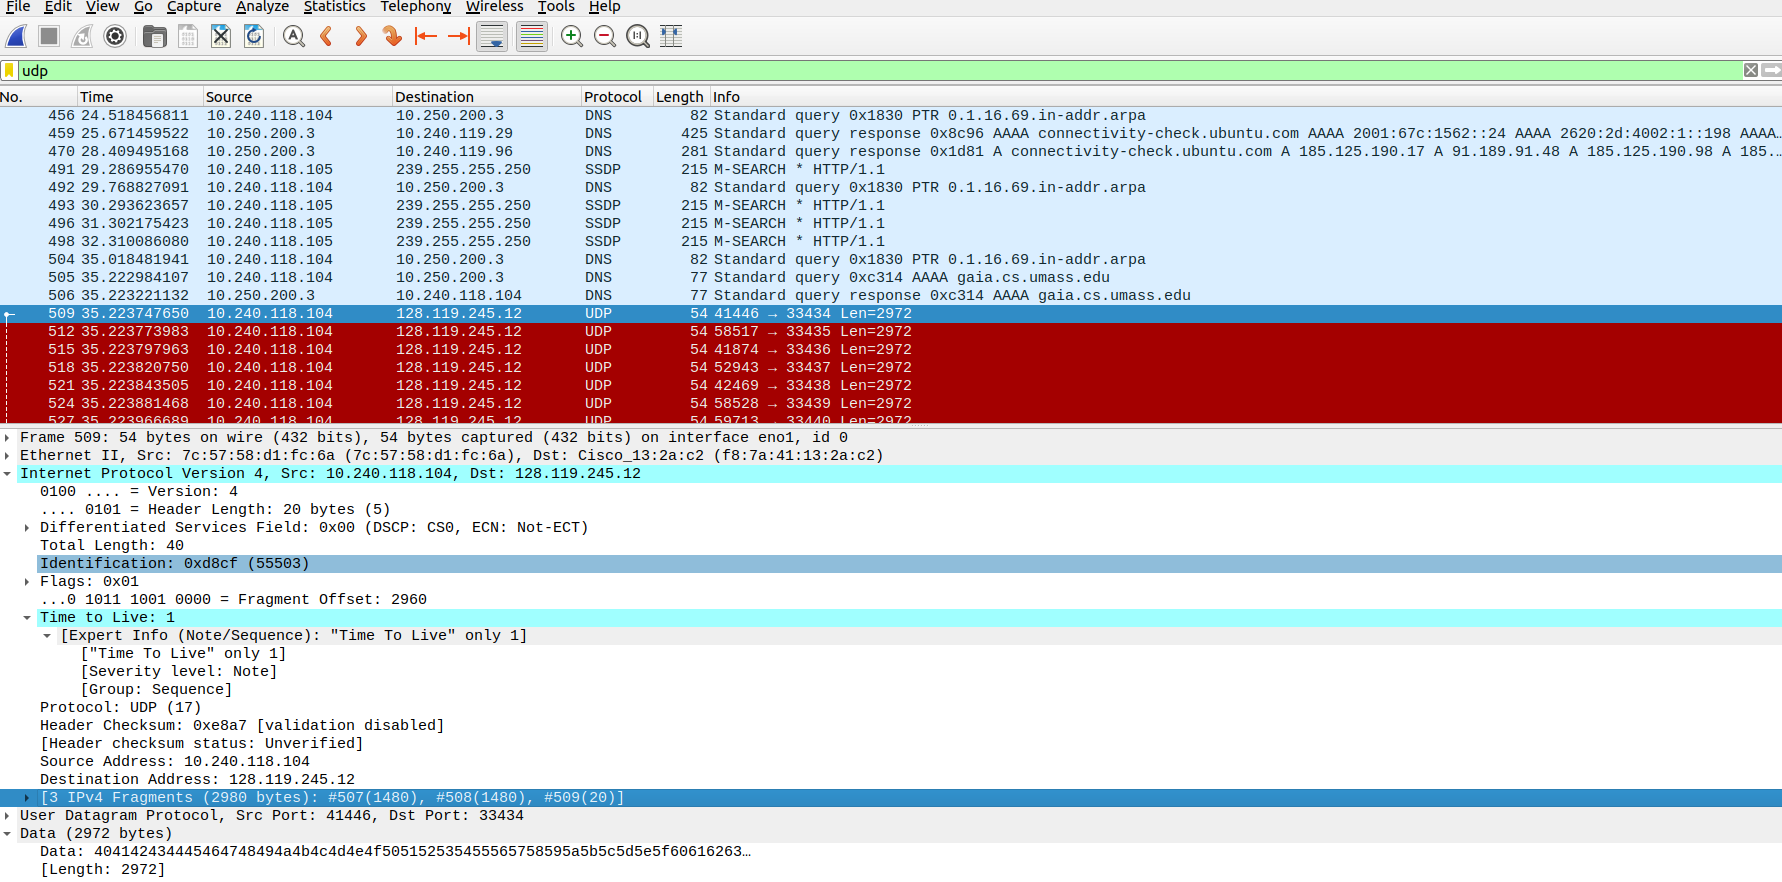 File Edit View Go Capture Analyze Statistics Telephony Wireless Tools Help
udp
No. Time Source Destination Protocol Length Info
456 24.518456811 10.240.118.104 10.250.200.3 DNS 82 Standard query 0x1830 PTR 0.1.16.69.in-addr.arpa
459 25.671459522 10.250.200.3 10.240.119.29 DNS 425 Standard query response 0x8c96 AAAA connectivity-check.ubuntu.com AAAA 2001:67c:1562::24 AAAA 2620:2d:4002:1::198 AAAA…
470 28.409495168 10.250.200.3 10.240.119.96 DNS 281 Standard query response 0x1d81 A connectivity-check.ubuntu.com A 185.125.190.17 A 91.189.91.48 A 185.125.190.98 A 185.…
491 29.286955470 10.240.118.105 239.255.255.250 SSDP 215 M-SEARCH * HTTP/1.1
492 29.768827091 10.240.118.104 10.250.200.3 DNS 82 Standard query 0x1830 PTR 0.1.16.69.in-addr.arpa
493 30.293623657 10.240.118.105 239.255.255.250 SSDP 215 M-SEARCH * HTTP/1.1
496 31.302175423 10.240.118.105 239.255.255.250 SSDP 215 M-SEARCH * HTTP/1.1
498 32.310086080 10.240.118.105 239.255.255.250 SSDP 215 M-SEARCH * HTTP/1.1
504 35.018481941 10.240.118.104 10.250.200.3 DNS 82 Standard query 0x1830 PTR 0.1.16.69.in-addr.arpa
505 35.222984107 10.240.118.104 10.250.200.3 DNS 77 Standard query 0xc314 AAAA gaia.cs.umass.edu
506 35.223221132 10.250.200.3 10.240.118.104 DNS 77 Standard query response 0xc314 AAAA gaia.cs.umass.edu
509 35.223747650 10.240.118.104 128.119.245.12 UDP 54 41446 → 33434 Len=2972
512 35.223773983 10.240.118.104 128.119.245.12 UDP 54 58517 → 33435 Len=2972
515 35.223797963 10.240.118.104 128.119.245.12 UDP 54 41874 → 33436 Len=2972
518 35.223820750 10.240.118.104 128.119.245.12 UDP 54 52943 → 33437 Len=2972
521 35.223843505 10.240.118.104 128.119.245.12 UDP 54 42469 → 33438 Len=2972
524 35.223881468 10.240.118.104 128.119.245.12 UDP 54 58528 → 33439 Len=2972
527 35.223966689 10.240.118.104 128.119.245.12 UDP 54 59713 → 33440 Len=2972
Frame 509: 54 bytes on wire (432 bits), 54 bytes captured (432 bits) on interface eno1, id 0
Ethernet II, Src: 7c:57:58:d1:fc:6a (7c:57:58:d1:fc:6a), Dst: Cisco_13:2a:c2 (f8:7a:41:13:2a:c2)
Internet Protocol Version 4, Src: 10.240.118.104, Dst: 128.119.245.12
0100 .... = Version: 4
.... 0101 = Header Length: 20 bytes (5)
Differentiated Services Field: 0x00 (DSCP: CS0, ECN: Not-ECT)
Total Length: 40
Identification: 0xd8cf (55503)
Flags: 0x01
...0 1011 1001 0000 = Fragment Offset: 2960
Time to Live: 1
[Expert Info (Note/Sequence): "Time To Live" only 1]
["Time To Live" only 1]
[Severity level: Note]
[Group: Sequence]
Protocol: UDP (17)
Header Checksum: 0xe8a7 [validation disabled]
[Header checksum status: Unverified]
Source Address: 10.240.118.104
Destination Address: 128.119.245.12
[3 IPv4 Fragments (2980 bytes): #507(1480), #508(1480), #509(20)]
User Datagram Protocol, Src Port: 41446, Dst Port: 33434
Data (2972 bytes)
Data: 404142434445464748494a4b4c4d4e4f505152535455565758595a5b5c5d5e5f60616263…
[Length: 2972]